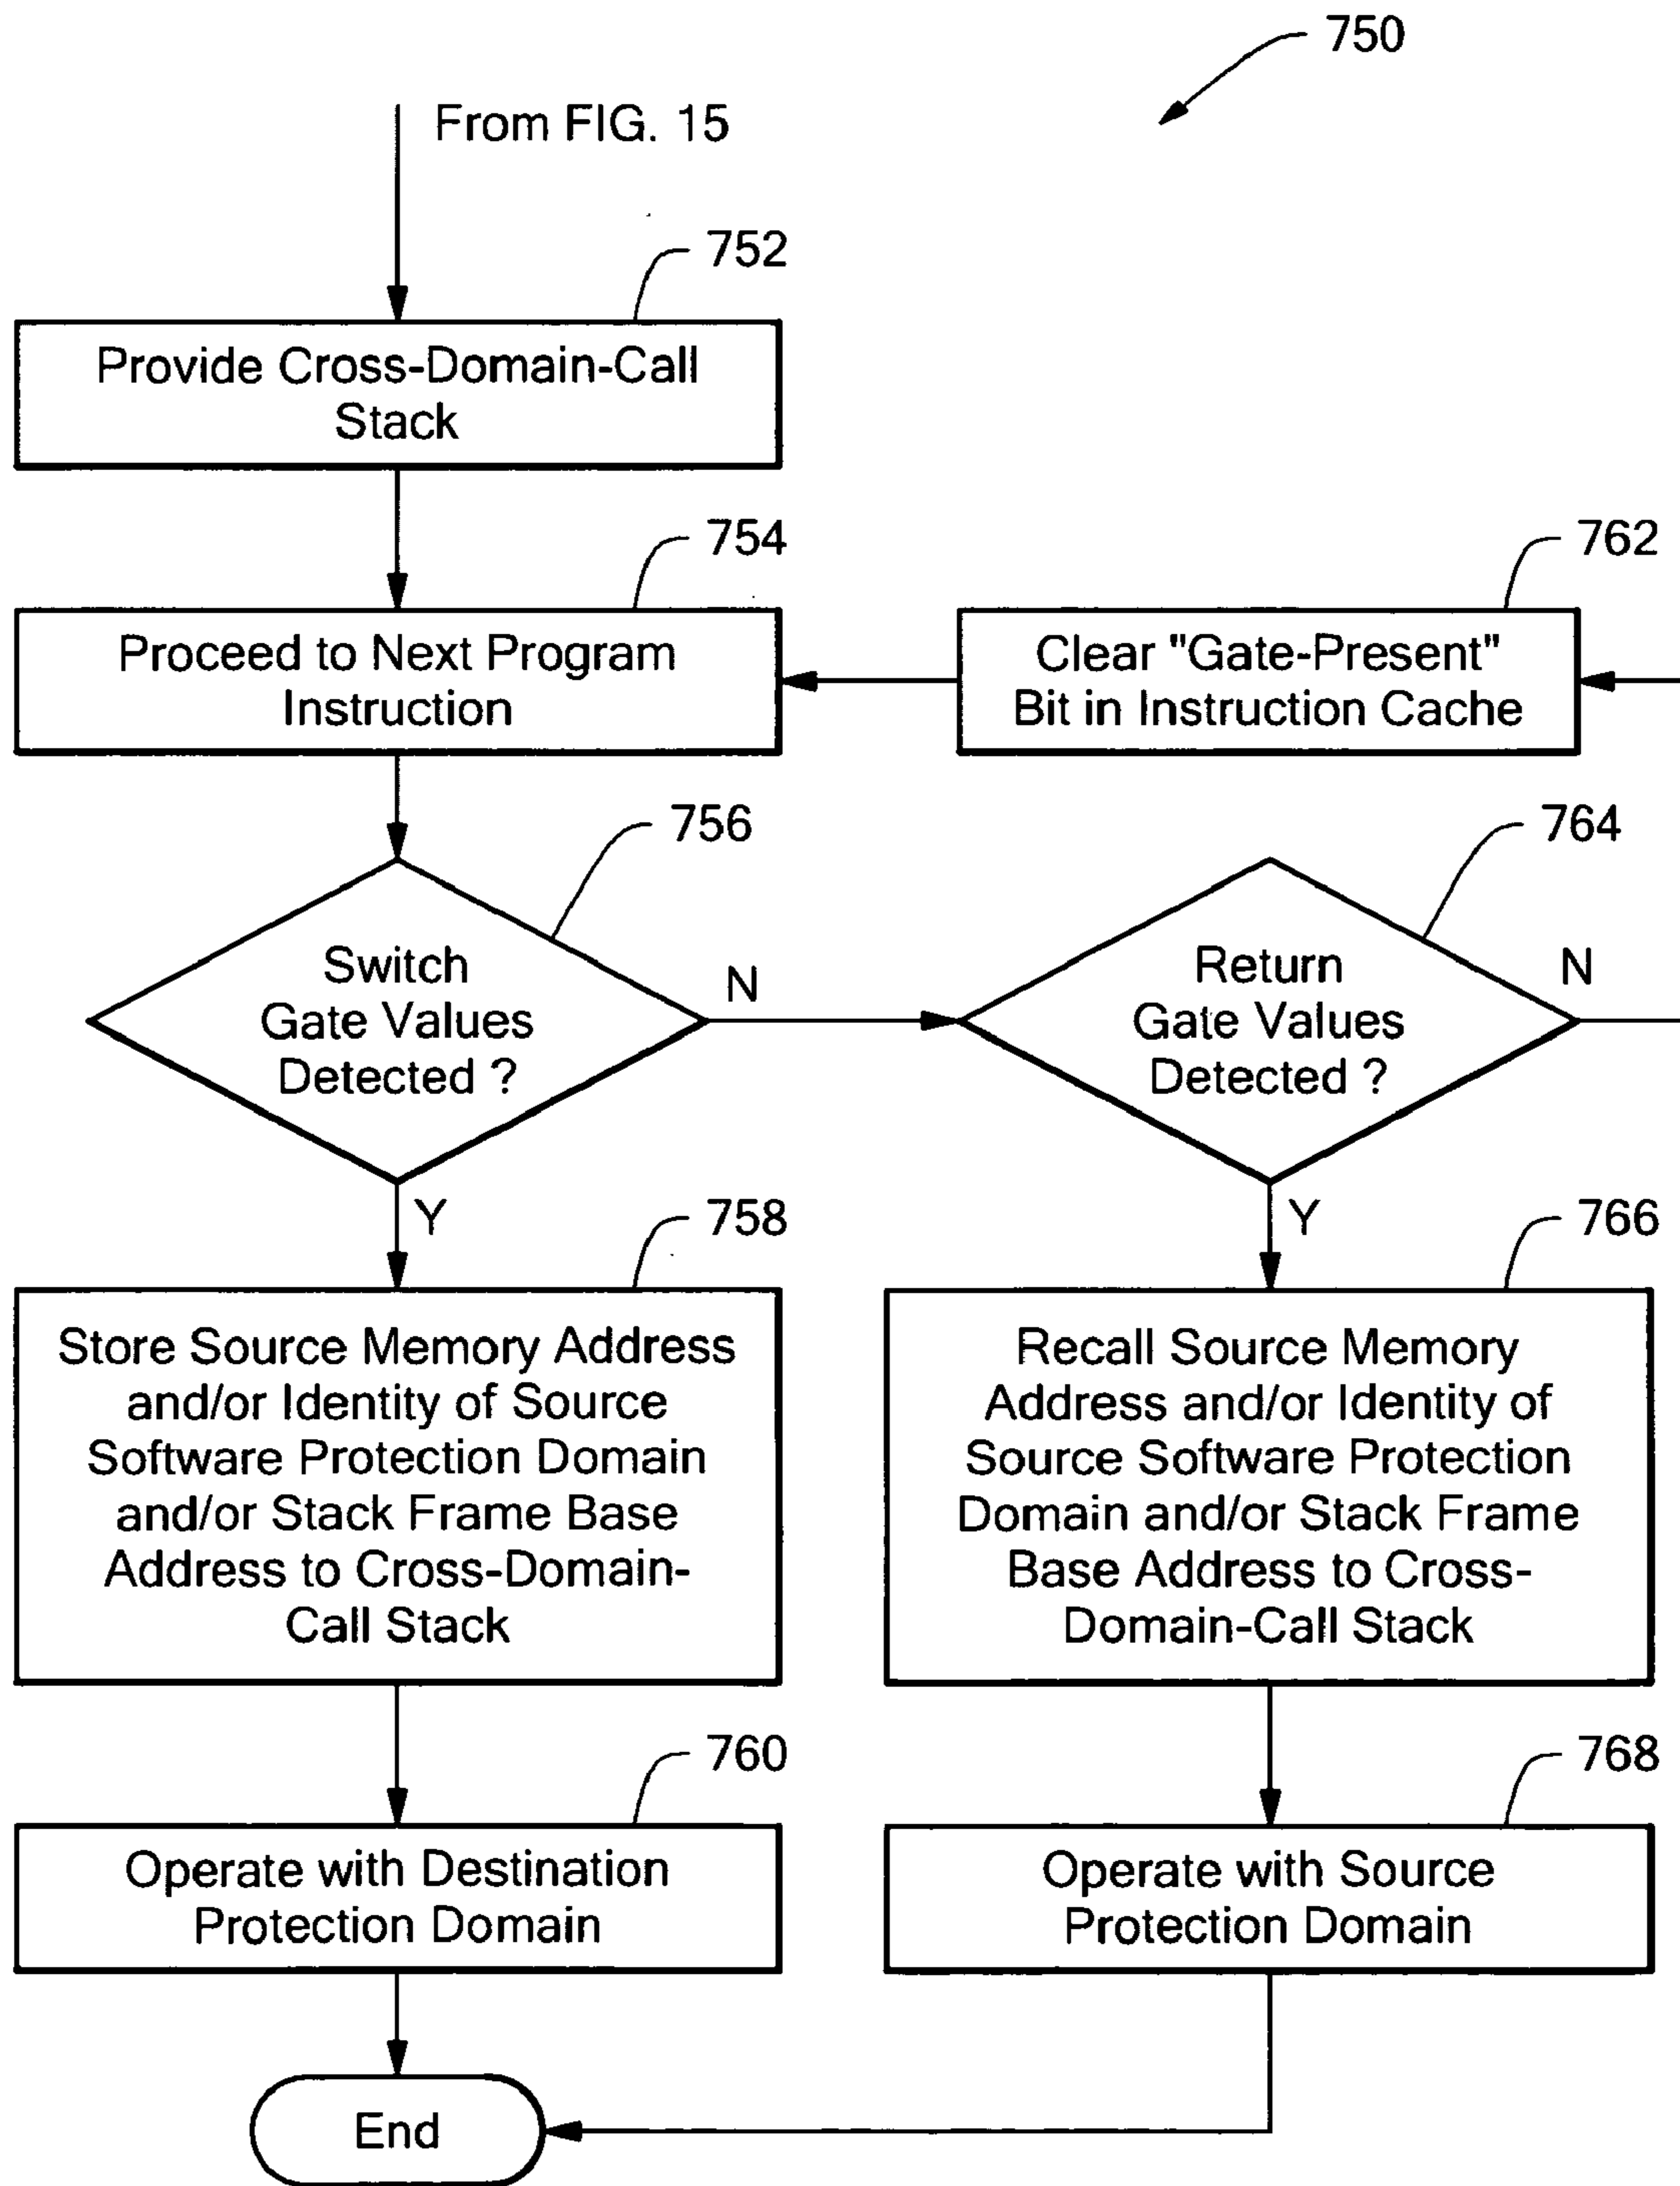 750
From FIG. 15
752
Provide Cross-Domain-Call
Stack
754
Proceed to Next Program
Instruction
762
Clear "Gate-Present"
Bit in Instruction Cache
756
Switch
Gate Values
Detected ?
N
Y
764
Return
Gate Values
Detected ?
N
Y
758
Store Source Memory Address
and/or Identity of Source
Software Protection Domain
and/or Stack Frame Base
Address to Cross-Domain-
Call Stack
766
Recall Source Memory
Address and/or Identity of
Source Software Protection
Domain and/or Stack Frame
Base Address to Cross-
Domain-Call Stack
760
Operate with Destination
Protection Domain
768
Operate with Source
Protection Domain
End